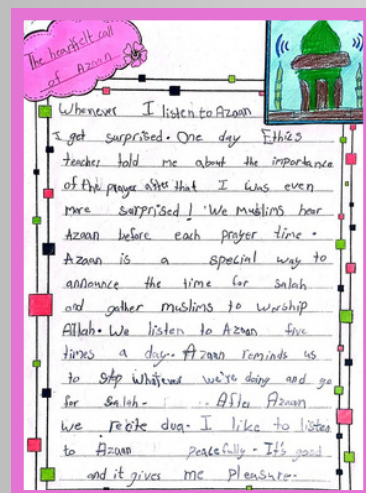 The heartfelt call
of Azaan
Whenever I listen to Azaan
I get surprised. One day Ethics
teacher told me about the importance
of the prayer after that I was even
more surprised! We muslims hear
Azaan before each prayer time.
Azaan is a special way to
announce the time for salah
and gather muslims to worship
Allah. We listen to Azaan five
times a day. Azaan reminds us
to stop whatever we're doing and go
for Salah. After Azaan
we recite dua. I like to listen
to Azaan peacefully. It's good
and it gives me pleasure.